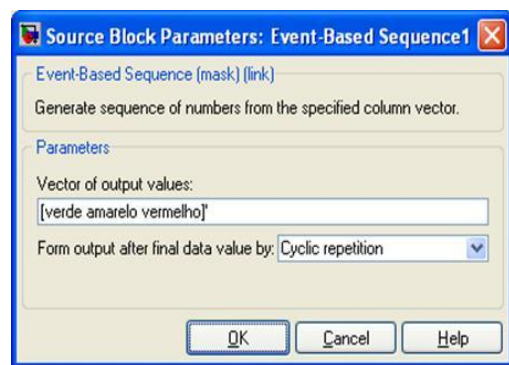 Source Block Parameters: Event-Based Sequence1
Event-Based Sequence (mask) (link)
Generate sequence of numbers from the specified column vector.
Parameters
Vector of output values:
[verde amarelo vermelho]'
Form output after final data value by: Cyclic repetition
OK Cancel Help